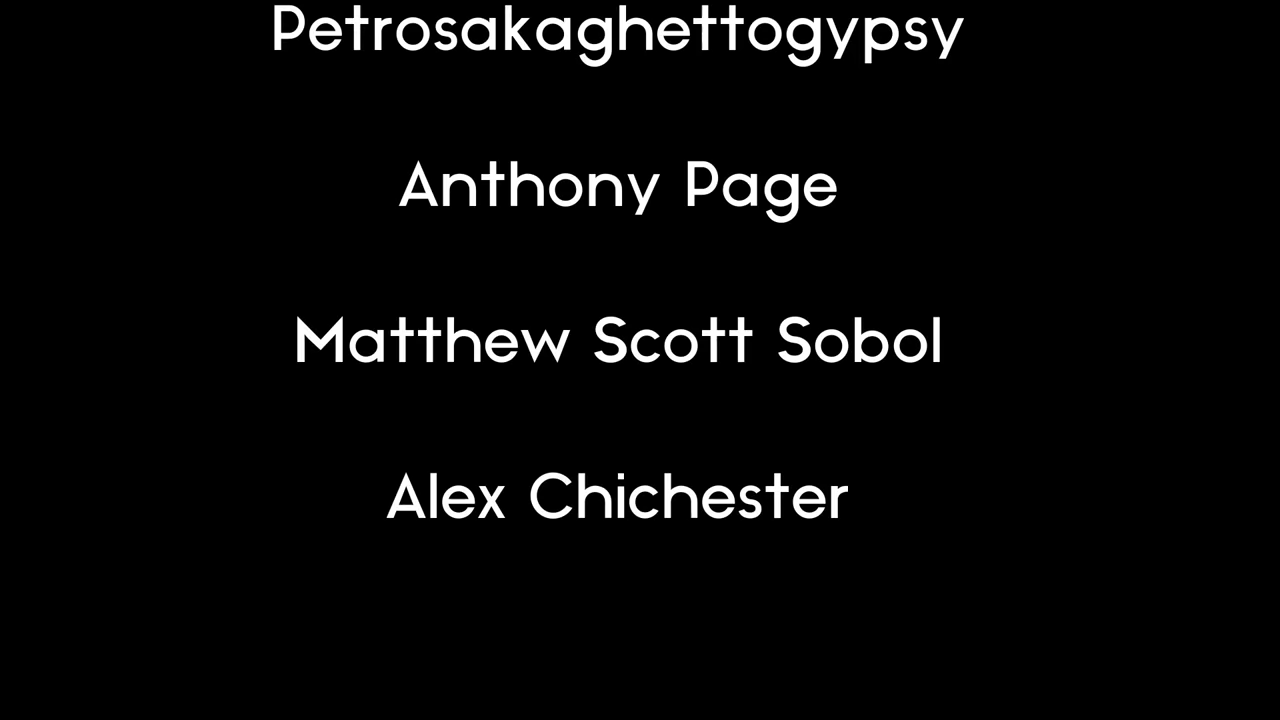 Petrosakaghettogypsy
Anthony Page
Matthew Scott Sobol
Alex Chichester